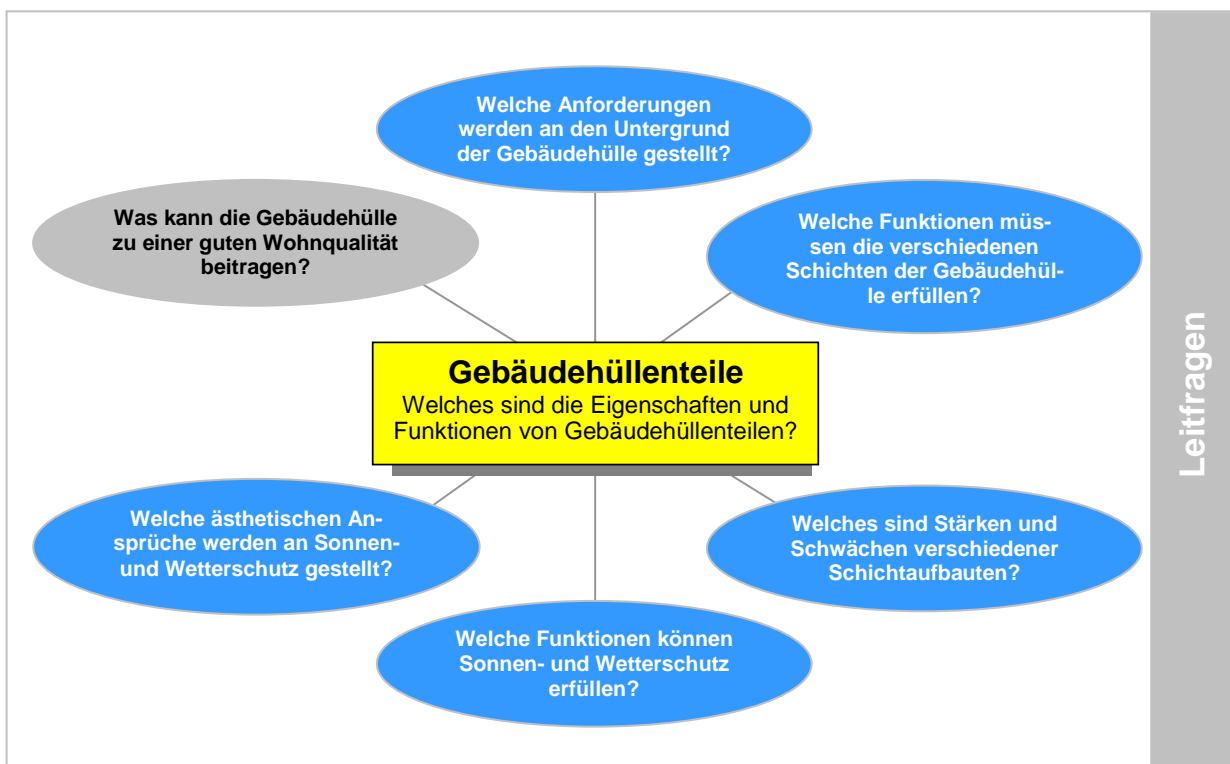 Welche Anforderungen
werden an den Untergrund
der Gebäudehülle gestellt?
Was kann die Gebäudehülle
zu einer guten Wohnqualität
beitragen?
Welche Funktionen müs-
sen die verschiedenen
Schichten der Gebäudehül-
le erfüllen?
Gebäudehüllenteile
Welches sind die Eigenschaften und
Funktionen von Gebäudehüllenteilen?
Welche ästhetischen An-
sprüche werden an Sonnen-
und Wetterschutz gestellt?
Welches sind Stärken und
Schwächen verschiedener
Schichtaufbauten?
Welche Funktionen können
Sonnen- und Wetterschutz
erfüllen?
Leitfragen